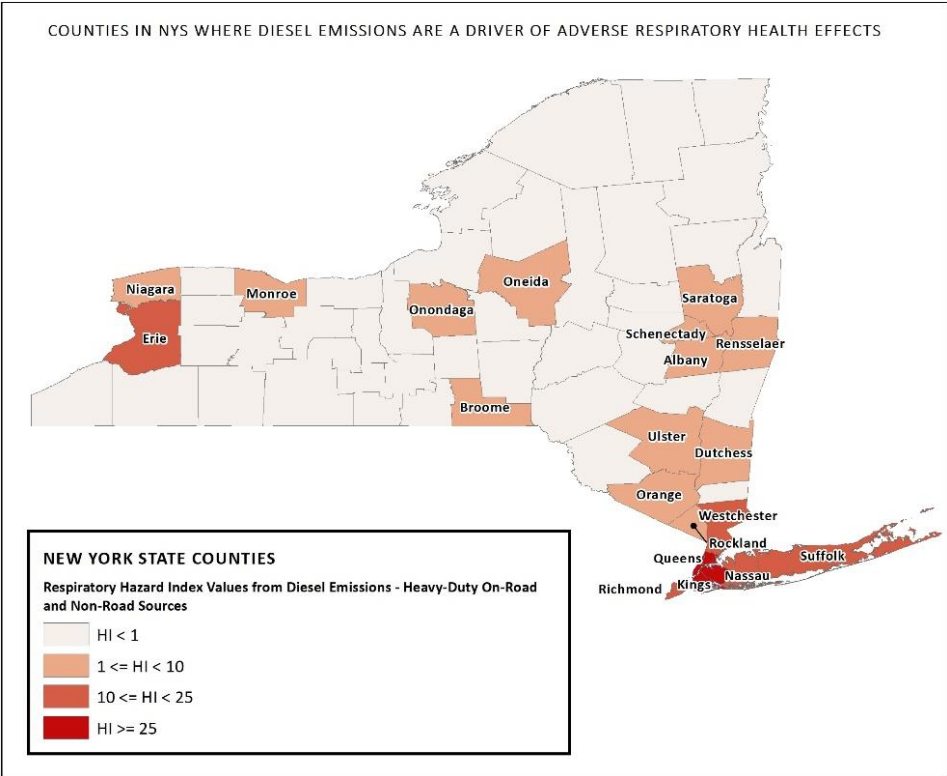 COUNTIES IN NYS WHERE DIESEL EMISSIONS ARE A DRIVER OF ADVERSE RESPIRATORY HEALTH EFFECTS
Niagara
Monroe
Erie
Onondaga
Oneida
Saratoga
Schenectady
Rensselaer
Albany
Broome
Ulster
Dutchess
Orange
Westchester
Rockland
Queens
Suffolk
Nassau
Kings
Richmond
NEW YORK STATE COUNTIES
Respiratory Hazard Index Values from Diesel Emissions - Heavy-Duty On-Road
and Non-Road Sources
HI < 1
1 <= HI < 10
10 <= HI < 25
HI >= 25